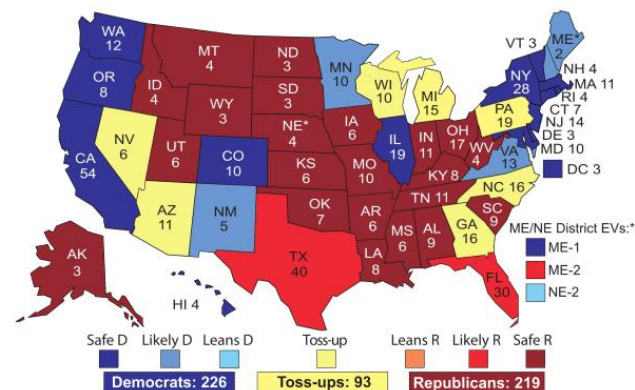 WA
12
OR
8
CA
54
NV
6
ID
4
MT
4
WY
3
UT
6
AZ
11
CO
10
NM
5
ND
3
SD
3
NE*
4
KS
6
OK
7
TX
40
MN
10
IA
6
MO
10
AR
6
LA
8
WI
10
IL
19
MI
15
IN
11
OH
17
KY 8
TN 11
MS
6
AL
9
GA
16
FL
30
SC
9
NC 16
VA
13
WV
4
PA
19
NY
28
VT 3
ME*
2
NH 4
MA 11
RI 4
CT 7
NJ 14
DE 3
MD 10
DC 3
AK
3
HI 4
ME/NE District EVs:*
ME-1
ME-2
NE-2
Safe D Likely D Leans D Toss-up Leans R Likely R Safe R
Democrats: 226 Toss-ups: 93 Republicans: 219